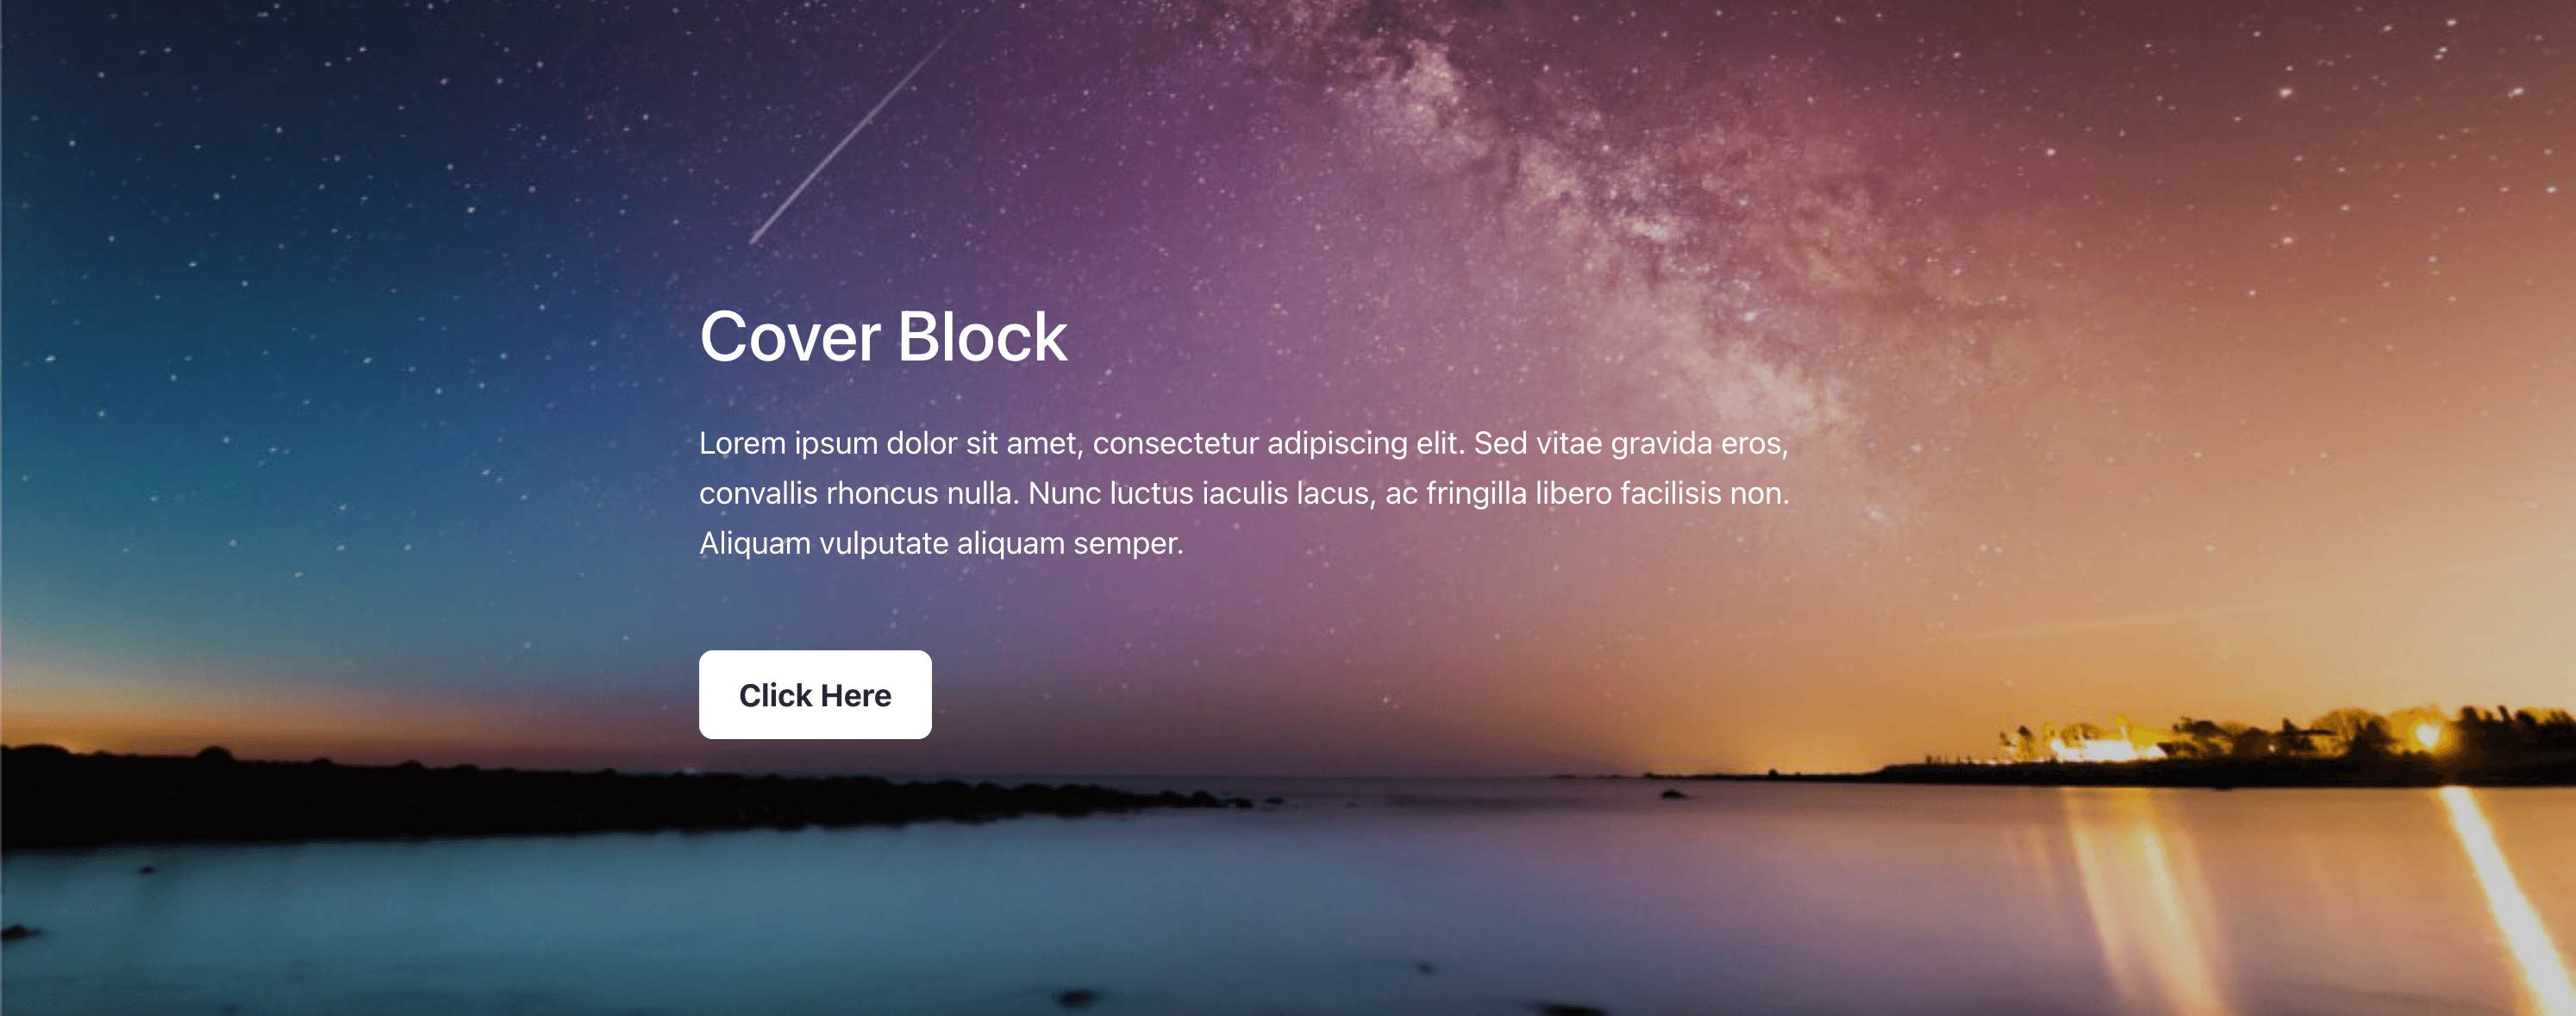 Cover Block
Lorem ipsum dolor sit amet, consectetur adipiscing elit. Sed vitae gravida eros,
convallis rhoncus nulla. Nunc luctus iaculis lacus, ac fringilla libero facilisis non.
Aliquam vulputate aliquam semper.
Click Here